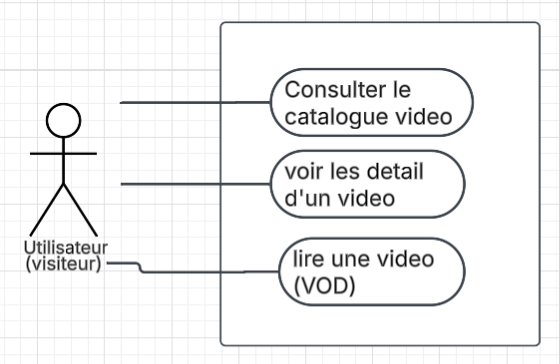 Consulter le
catalogue video
voir les detail
d'un video
Utilisateur
(visiteur)
lire une video
(VOD)